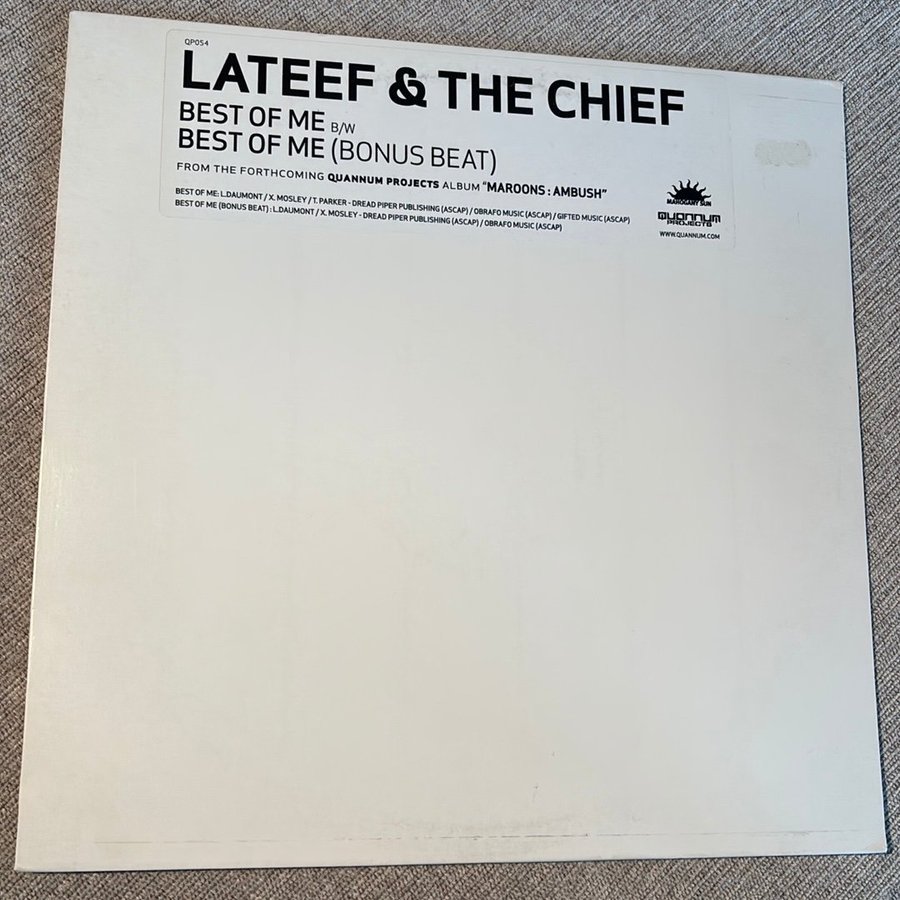 QP054
LATEEF & THE CHIEF
BEST OF ME B/W
BEST OF ME (BONUS BEAT)
FROM THE FORTHCOMING QUANNUM PROJECTS ALBUM "MAROONS : AMBUSH"
BEST OF ME: L.DAUMONT / X. MOSLEY / T. PARKER - DREAD PIPER PUBLISHING (ASCAP) / OBRAFO MUSIC (ASCAP) / GIFTED MUSIC (ASCAP)
BEST OF ME (BONUS BEAT) : L.DAUMONT / X. MOSLEY - DREAD PIPER PUBLISHING (ASCAP) / OBRAFO MUSIC (ASCAP)
MAHOGANY SUN
QUANNUM
PROJECTS
WWW.QUANNUM.COM